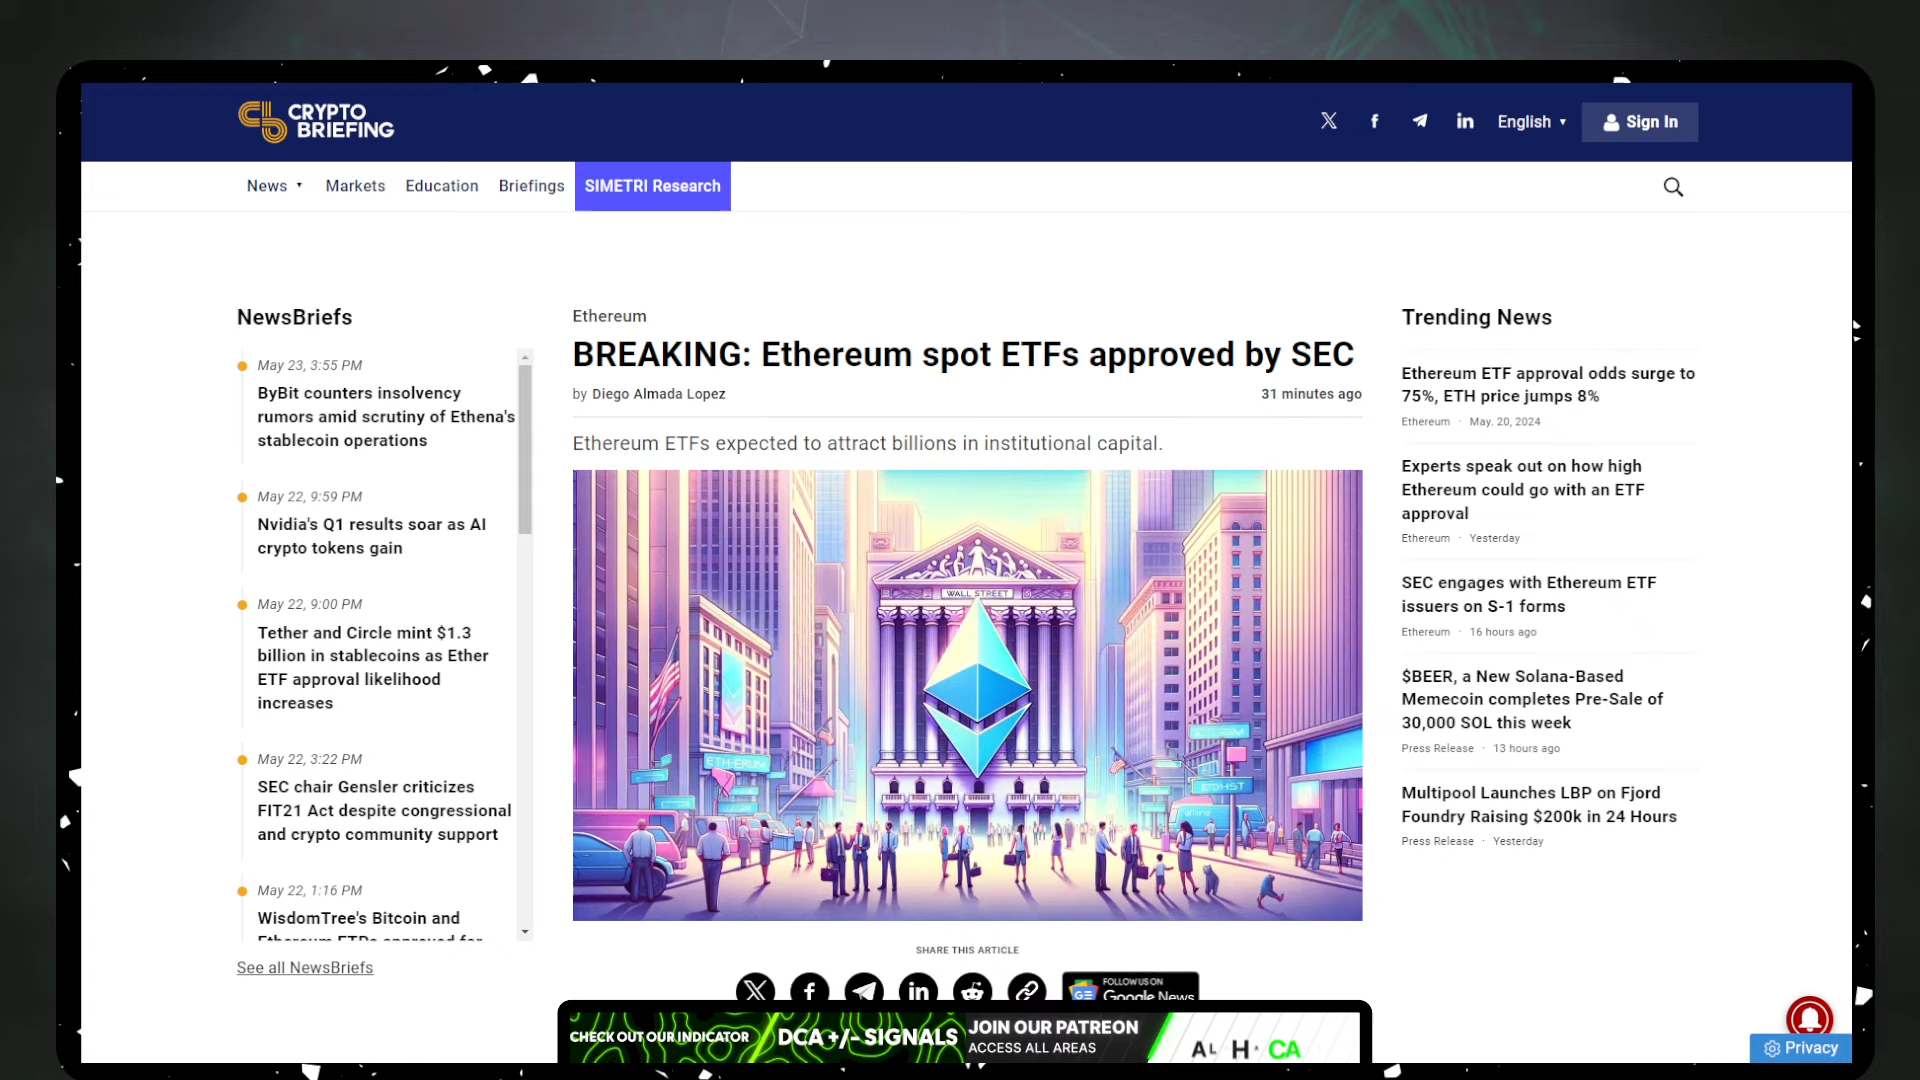 CRYPTO
BRIEFING
English
Sign In
News
Markets
Education
Briefings
SIMETRI Research
NewsBriefs
May 23, 3:55 PM
ByBit counters insolvency
rumors amid scrutiny of Ethena's
stablecoin operations
May 22, 9:59 PM
Nvidia's Q1 results soar as AI
crypto tokens gain
May 22, 9:00 PM
Tether and Circle mint $1.3
billion in stablecoins as Ether
ETF approval likelihood
increases
May 22, 3:22 PM
SEC chair Gensler criticizes
FIT21 Act despite congressional
and crypto community support
May 22, 1:16 PM
WisdomTree's Bitcoin and
Ethereum ETPs approved for
See all NewsBriefs
Ethereum
BREAKING: Ethereum spot ETFs approved by SEC
by Diego Almada Lopez
31 minutes ago
Ethereum ETFs expected to attract billions in institutional capital.
WALL STREET
SHARE THIS ARTICLE
FOLLOW US ON
Google News
CHECK OUT OUR INDICATOR
DCA +/- SIGNALS
JOIN OUR PATREON
ACCESS ALL AREAS
Trending News
Ethereum ETF approval odds surge to
75%, ETH price jumps 8%
Ethereum · May. 20, 2024
Experts speak out on how high
Ethereum could go with an ETF
approval
Ethereum · Yesterday
SEC engages with Ethereum ETF
issuers on S-1 forms
Ethereum · 16 hours ago
$BEER, a New Solana-Based
Memecoin completes Pre-Sale of
30,000 SOL this week
Press Release · 13 hours ago
Multipool Launches LBP on Fjord
Foundry Raising $200k in 24 Hours
Press Release · Yesterday
Privacy